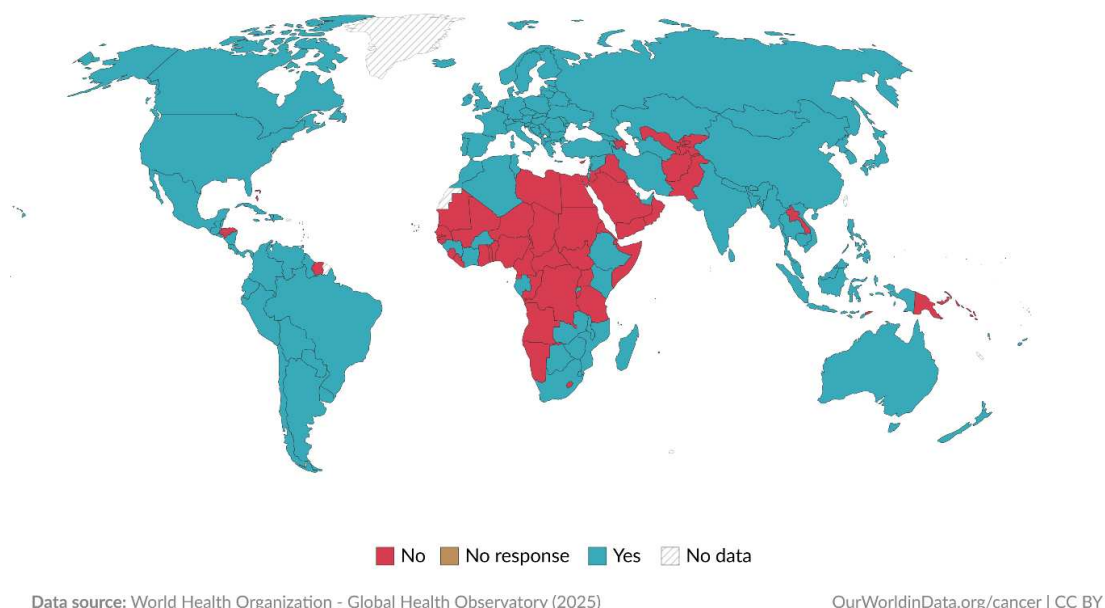 No No response Yes No data
Data source: World Health Organization - Global Health Observatory (2025) OurWorldinData.org/cancer | CC BY